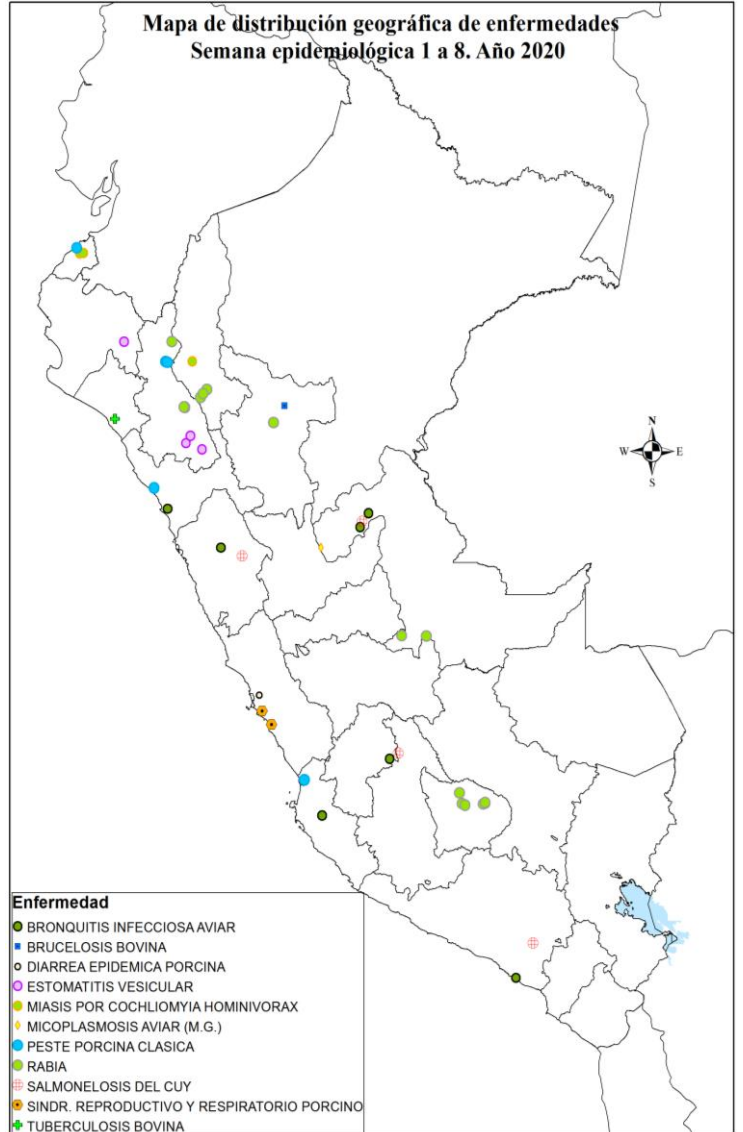 Mapa de distribución geográfica de enfermedades
Semana epidemiológica 1 a 8. Año 2020
N
W E
S
Enfermedad
BRONQUITIS INFECCIOSA AVIAR
BRUCELOSIS BOVINA
DIARREA EPIDEMICA PORCINA
ESTOMATITIS VESICULAR
MIASIS POR COCHLIOMYIA HOMINIVORAX
MICOPLASMOSIS AVIAR (M.G.)
PESTE PORCINA CLASICA
RABIA
SALMONELOSIS DEL CUY
SINDR. REPRODUCTIVO Y RESPIRATORIO PORCINO
TUBERCULOSIS BOVINA